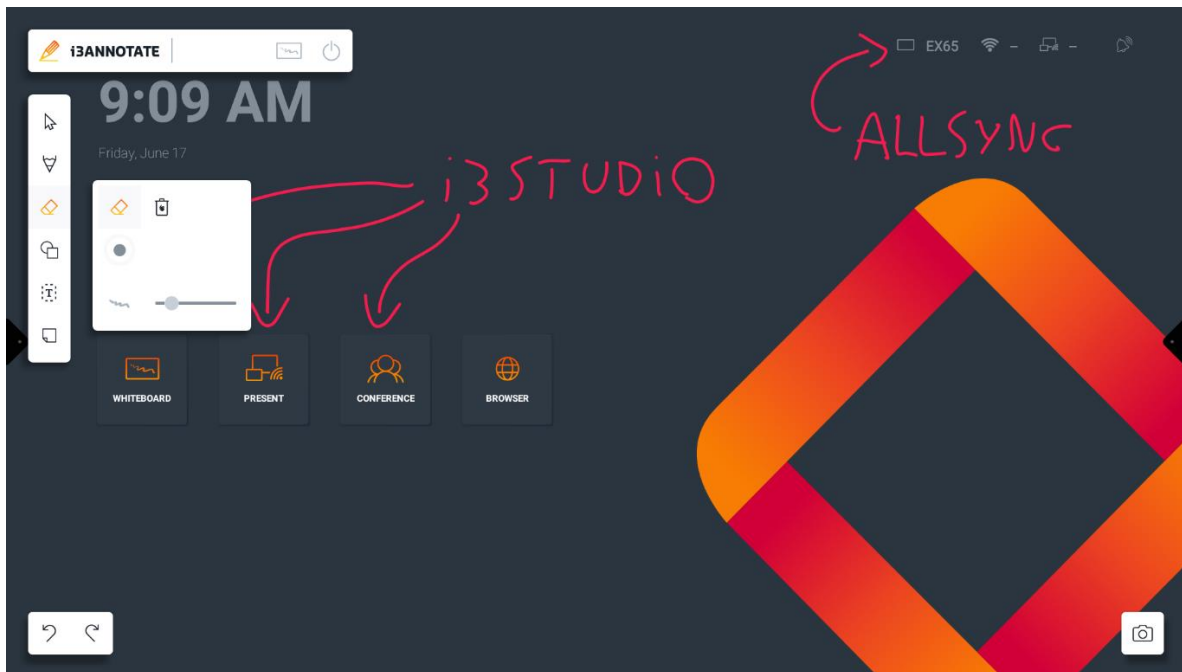 i3ANNOTATE
EX65 – –
9:09 AM
ALLSYNC
Friday, June 17
i3STUDiO
T
WHITEBOARD
PRESENT
CONFERENCE
BROWSER